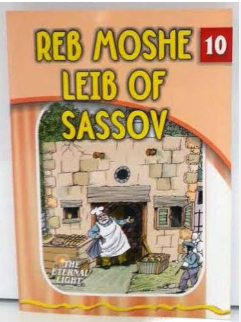 REB MOSHE 10
LEIB OF
SASSOV
THE
ETERNAL
LIGHT